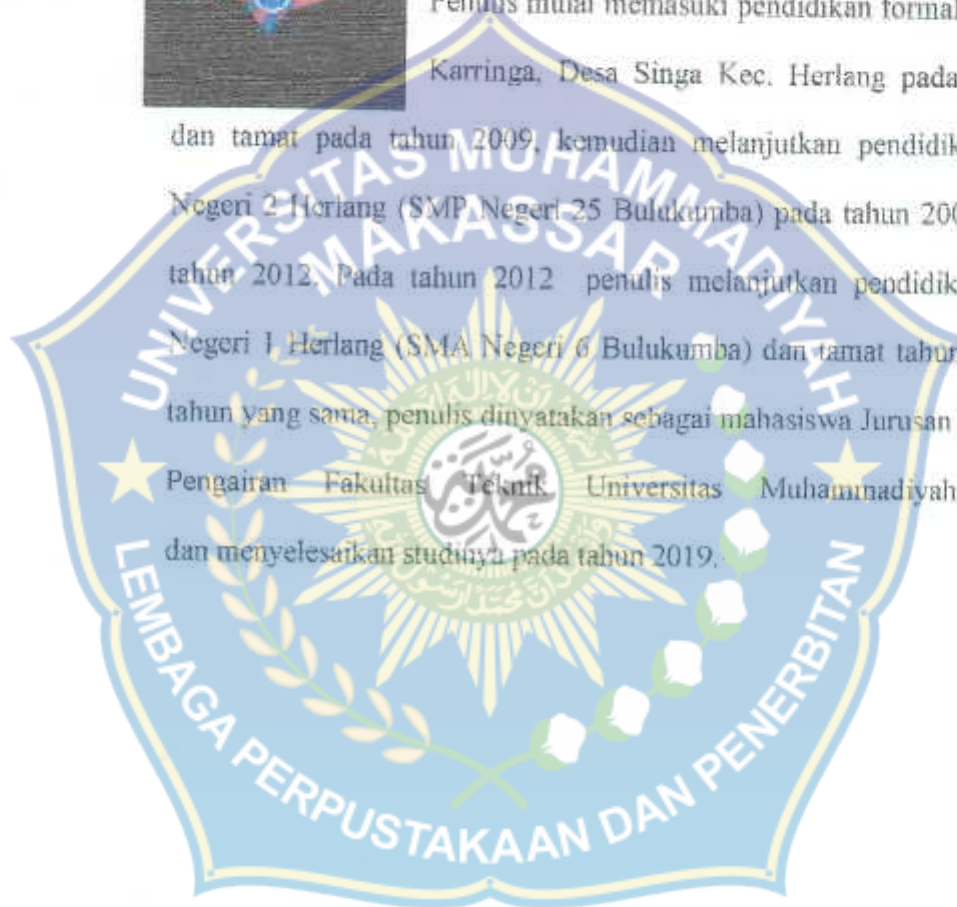 Penulis mulai memasuki pendidikan formal
Karringa, Desa Singa Kec. Herlang pada
dan tamat pada tahun 2009, kemudian melanjutkan pendidik
Negeri 2 Herlang (SMP Negeri 25 Bulukumba) pada tahun 200
tahun 2012. Pada tahun 2012 penulis melanjutkan pendidik
Negeri 1 Herlang (SMA Negeri 6 Bulukumba) dan tamat tahun
tahun yang sama, penulis dinyatakan sebagai mahasiswa Jurusan
Pengairan Fakultas Teknik Universitas Muhammadiyah
dan menyelesaikan studinya pada tahun 2019.
UNIVERSITAS MUHAMMADIYAH
MAKASSAR
محمدية
LEMBAGA PERPUSTAKAAN DAN PENERBITAN